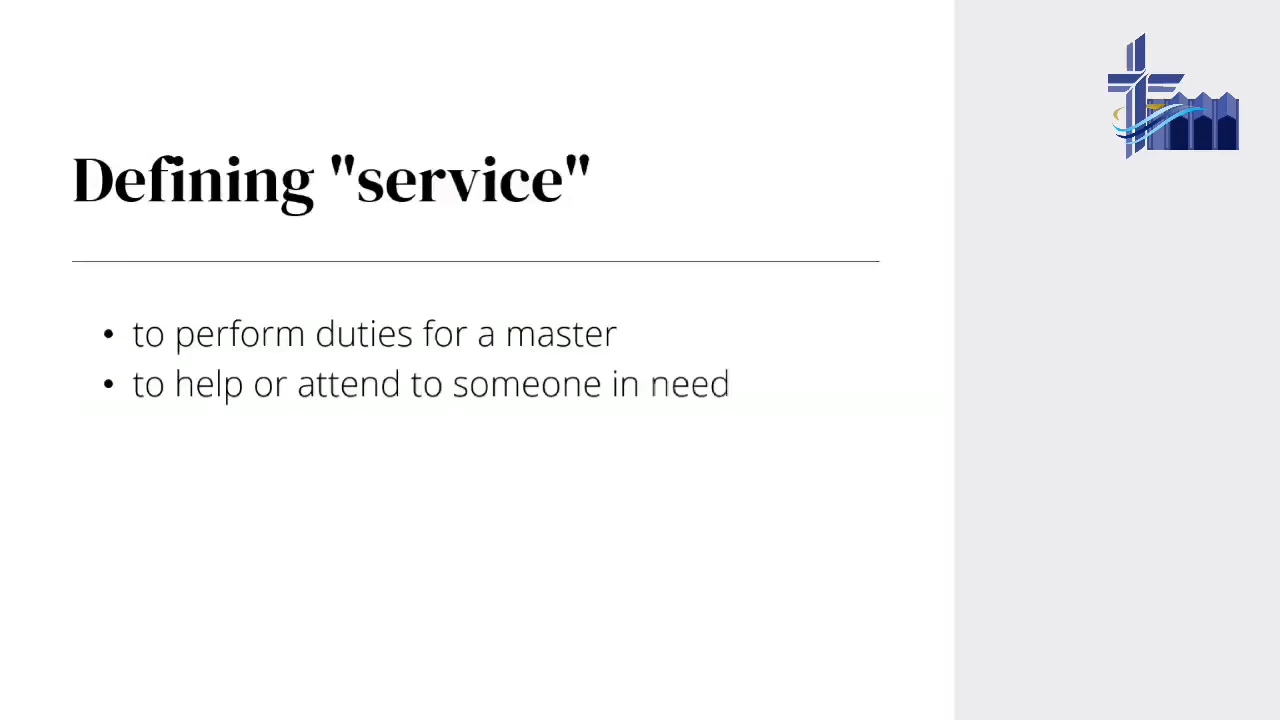 Defining "service"
• to perform duties for a master
• to help or attend to someone in need